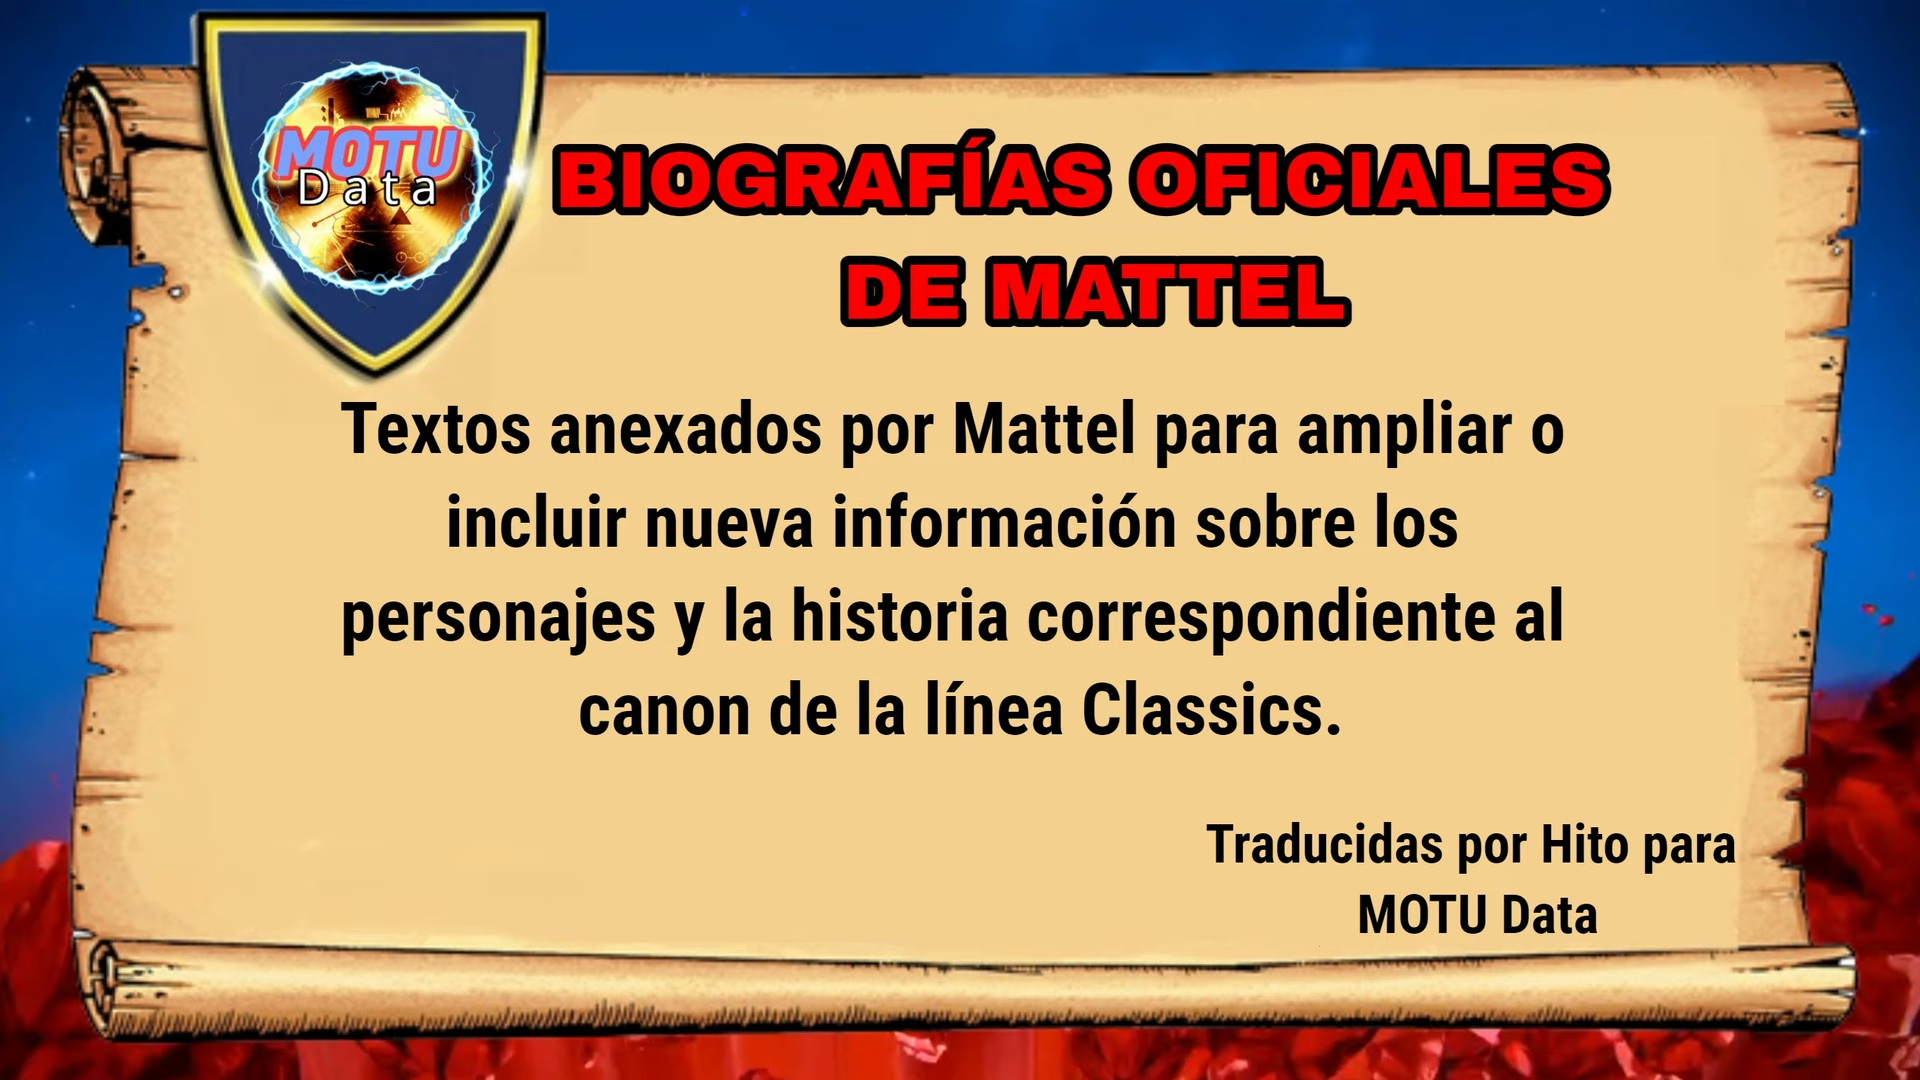 MOTU
Data
BIOGRAFÍAS OFICIALES
DE MATTEL
Textos anexados por Mattel para ampliar o
incluir nueva información sobre los
personajes y la historia correspondiente al
canon de la línea Classics.
Traducidas por Hito para
MOTU Data